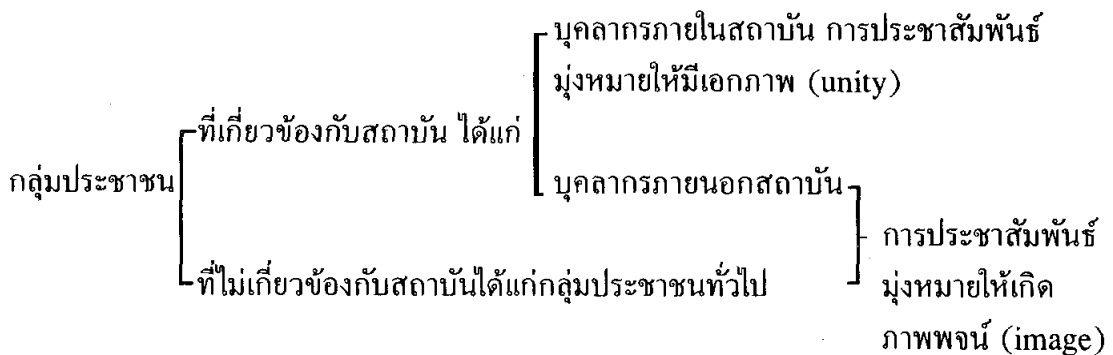 บุคลากรภายในสถาบัน การประชาสัมพันธ์
มุ่งหมายให้มีเอกภาพ (unity)
ที่เกี่ยวข้องกับสถาบัน ได้แก่
กลุ่มประชาชน
บุคลากรภายนอกสถาบัน
การประชาสัมพันธ์
ที่ไม่เกี่ยวข้องกับสถาบันได้แก่กลุ่มประชาชนทั่วไป
มุ่งหมายให้เกิด
ภาพพจน์ (image)